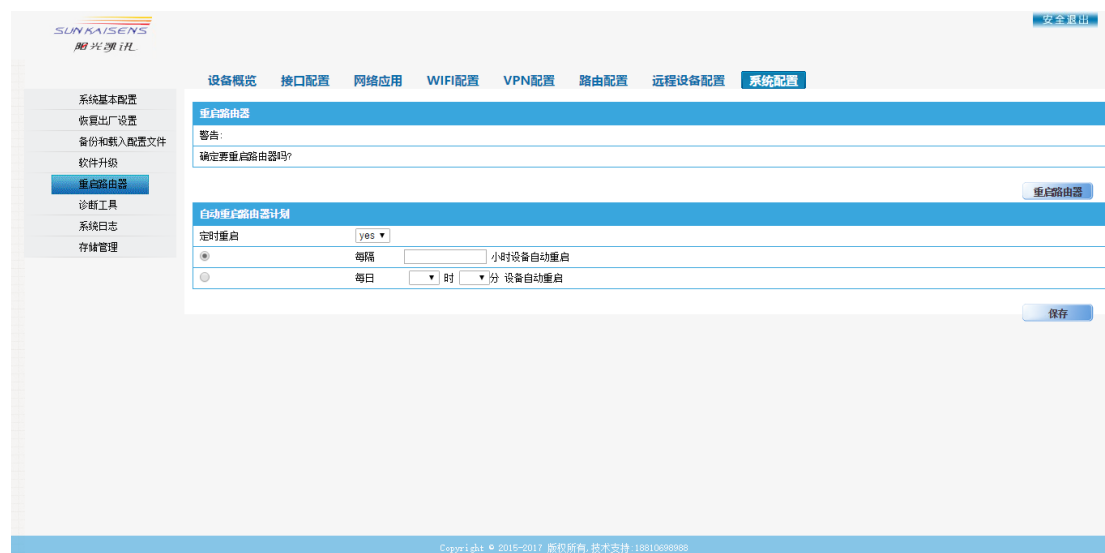 安全退出
SUNKAISENS
阳光凯讯
设备概览 接口配置 网络应用 WIFI配置 VPN配置 路由配置 远程设备配置 系统配置
系统基本配置
恢复出厂设置
备份和载入配置文件
软件升级
重启路由器
诊断工具
系统日志
存储管理
重启路由器
警告:
确定要重启路由器吗?
重启路由器
自动重启路由器计划
定时重启 yes
每隔 小时设备自动重启
每日 时 分 设备自动重启
保存
Copyright © 2015-2017 版权所有,技术支持:18810698988